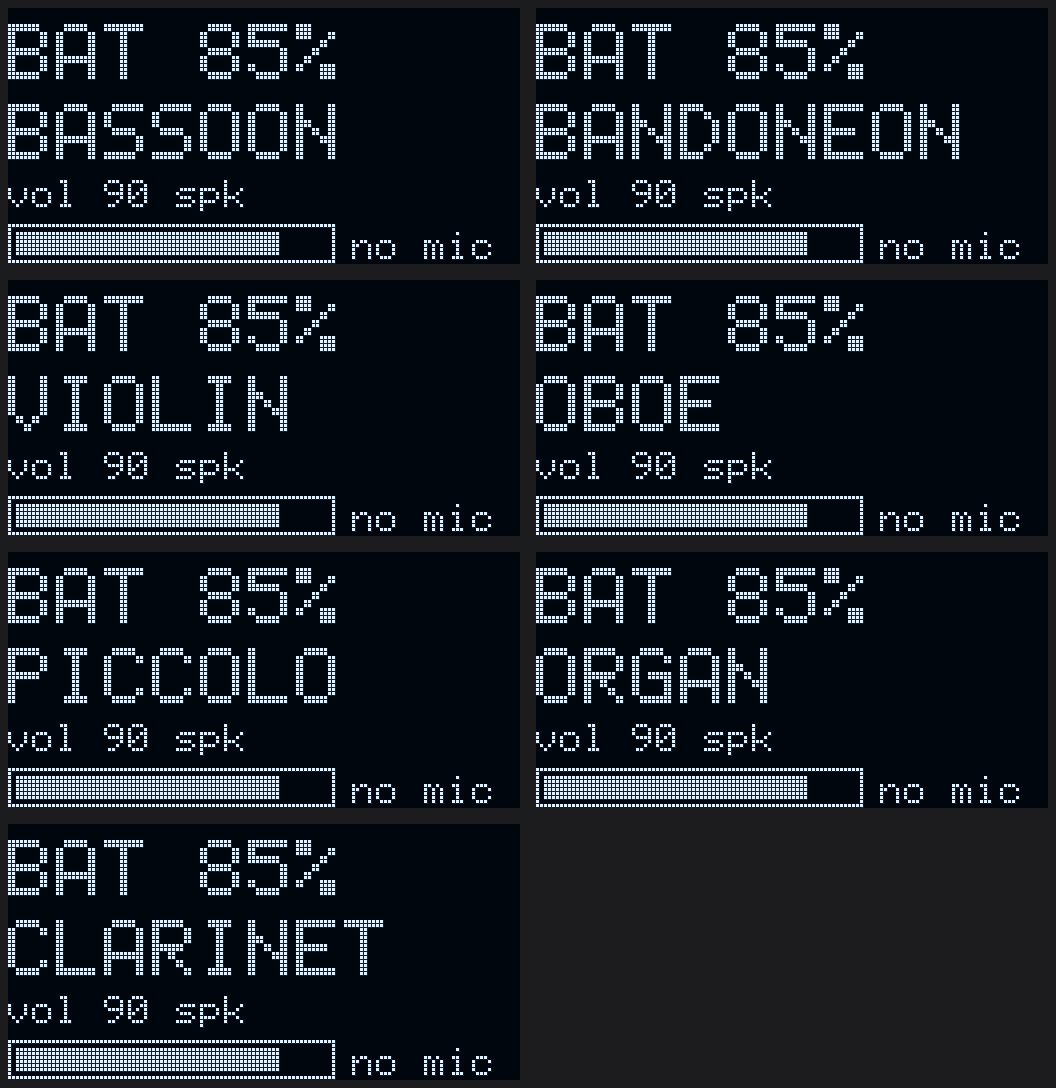 BAT 85%
BASSOON
vol 90 spk
no mic
BAT 85%
BANDONEON
vol 90 spk
no mic
BAT 85%
VIOLIN
vol 90 spk
no mic
BAT 85%
OBOE
vol 90 spk
no mic
BAT 85%
PICCOLO
vol 90 spk
no mic
BAT 85%
ORGAN
vol 90 spk
no mic
BAT 85%
CLARINET
vol 90 spk
no mic